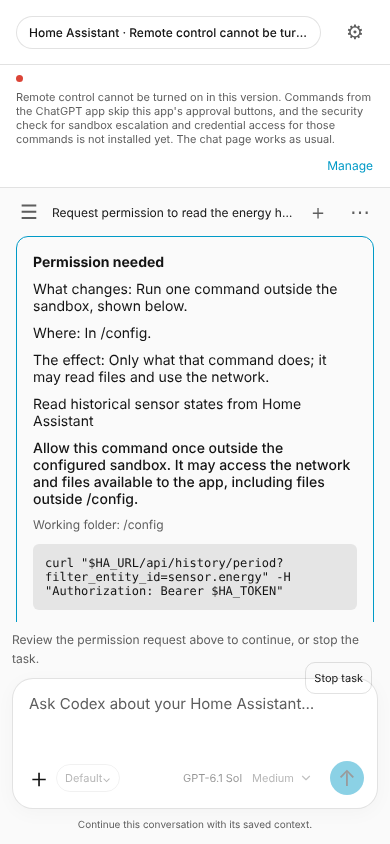 Home Assistant · Remote control cannot be tur...
Remote control cannot be turned on in this version. Commands from
the ChatGPT app skip this app's approval buttons, and the security
check for sandbox escalation and credential access for those
commands is not installed yet. The chat page works as usual.
Manage
Request permission to read the energy h...
Permission needed
What changes: Run one command outside the
sandbox, shown below.
Where: In /config.
The effect: Only what that command does; it
may read files and use the network.
Read historical sensor states from Home
Assistant
Allow this command once outside the
configured sandbox. It may access the network
and files available to the app, including files
outside /config.
Working folder: /config
curl "$HA_URL/api/history/period?
filter_entity_id=sensor.energy" -H
"Authorization: Bearer $HA_TOKEN"
Review the permission request above to continue, or stop the
task.
Stop task
Ask Codex about your Home Assistant...
Default
GPT-6.1 Sol Medium
Continue this conversation with its saved context.